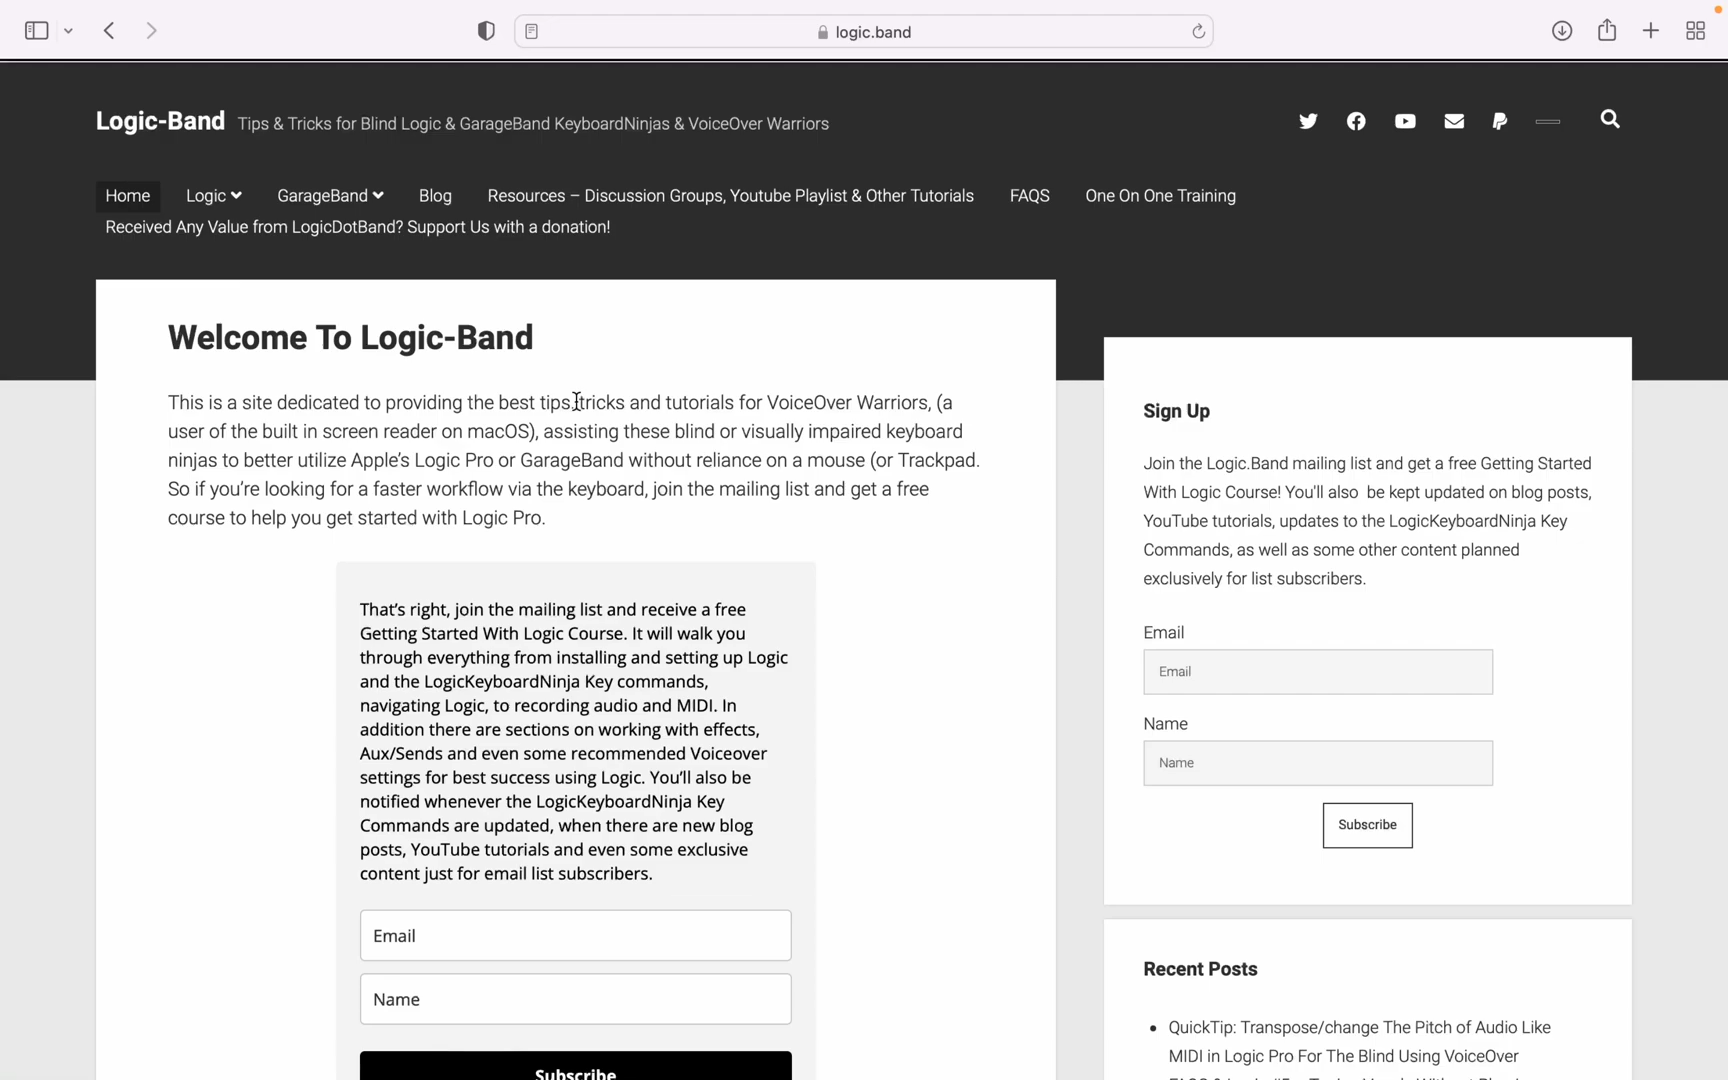 logic.band
Logic-Band Tips & Tricks for Blind Logic & GarageBand KeyboardNinjas & VoiceOver Warriors
Home Logic GarageBand Blog Resources – Discussion Groups, Youtube Playlist & Other Tutorials FAQS One On One Training
Received Any Value from LogicDotBand? Support Us with a donation!
Welcome To Logic-Band
This is a site dedicated to providing the best tips tricks and tutorials for VoiceOver Warriors, (a
user of the built in screen reader on macOS), assisting these blind or visually impaired keyboard
ninjas to better utilize Apple’s Logic Pro or GarageBand without reliance on a mouse (or Trackpad.
So if you’re looking for a faster workflow via the keyboard, join the mailing list and get a free
course to help you get started with Logic Pro.
That’s right, join the mailing list and receive a free
Getting Started With Logic Course. It will walk you
through everything from installing and setting up Logic
and the LogicKeyboardNinja Key commands,
navigating Logic, to recording audio and MIDI. In
addition there are sections on working with effects,
Aux/Sends and even some recommended Voiceover
settings for best success using Logic. You’ll also be
notified whenever the LogicKeyboardNinja Key
Commands are updated, when there are new blog
posts, YouTube tutorials and even some exclusive
content just for email list subscribers.
Email
Name
Subscribe
Sign Up
Join the Logic.Band mailing list and get a free Getting Started
With Logic Course! You'll also be kept updated on blog posts,
YouTube tutorials, updates to the LogicKeyboardNinja Key
Commands, as well as some other content planned
exclusively for list subscribers.
Email
Email
Name
Name
Subscribe
Recent Posts
QuickTip: Transpose/change The Pitch of Audio Like
MIDI in Logic Pro For The Blind Using VoiceOver